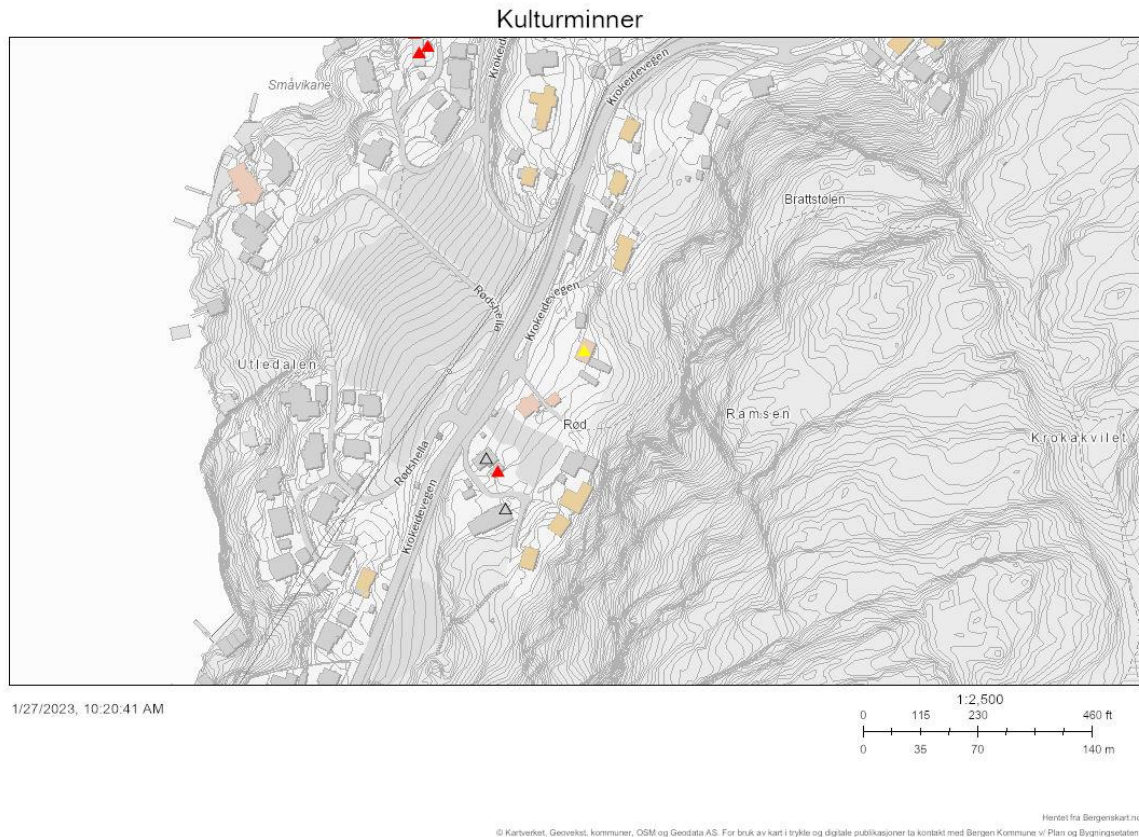 Kulturminner
Småvikane
Krokeide
Krokeidevegen
Brattstølen
Rødshella
Krokeidevegen
Utledalen
Ramsen
Rød
Krokakvilet
Rødshella
Krokeidevegen
1/27/2023, 10:20:41 AM
1:2,500
0 115 230 460 ft
0 35 70 140 m
Hentet fra Bergenskart.no
© Kartverket, Geovekst, kommuner, OSM og Geodata AS. For bruk av kart i trykte og digitale publikasjoner ta kontakt med Bergen Kommune v/ Plan og Bygningsetaten